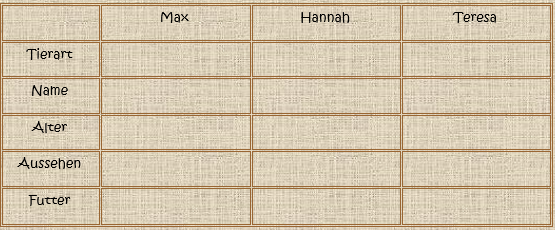 Max Hannah Teresa
Tierart
Name
Alter
Aussehen
Futter